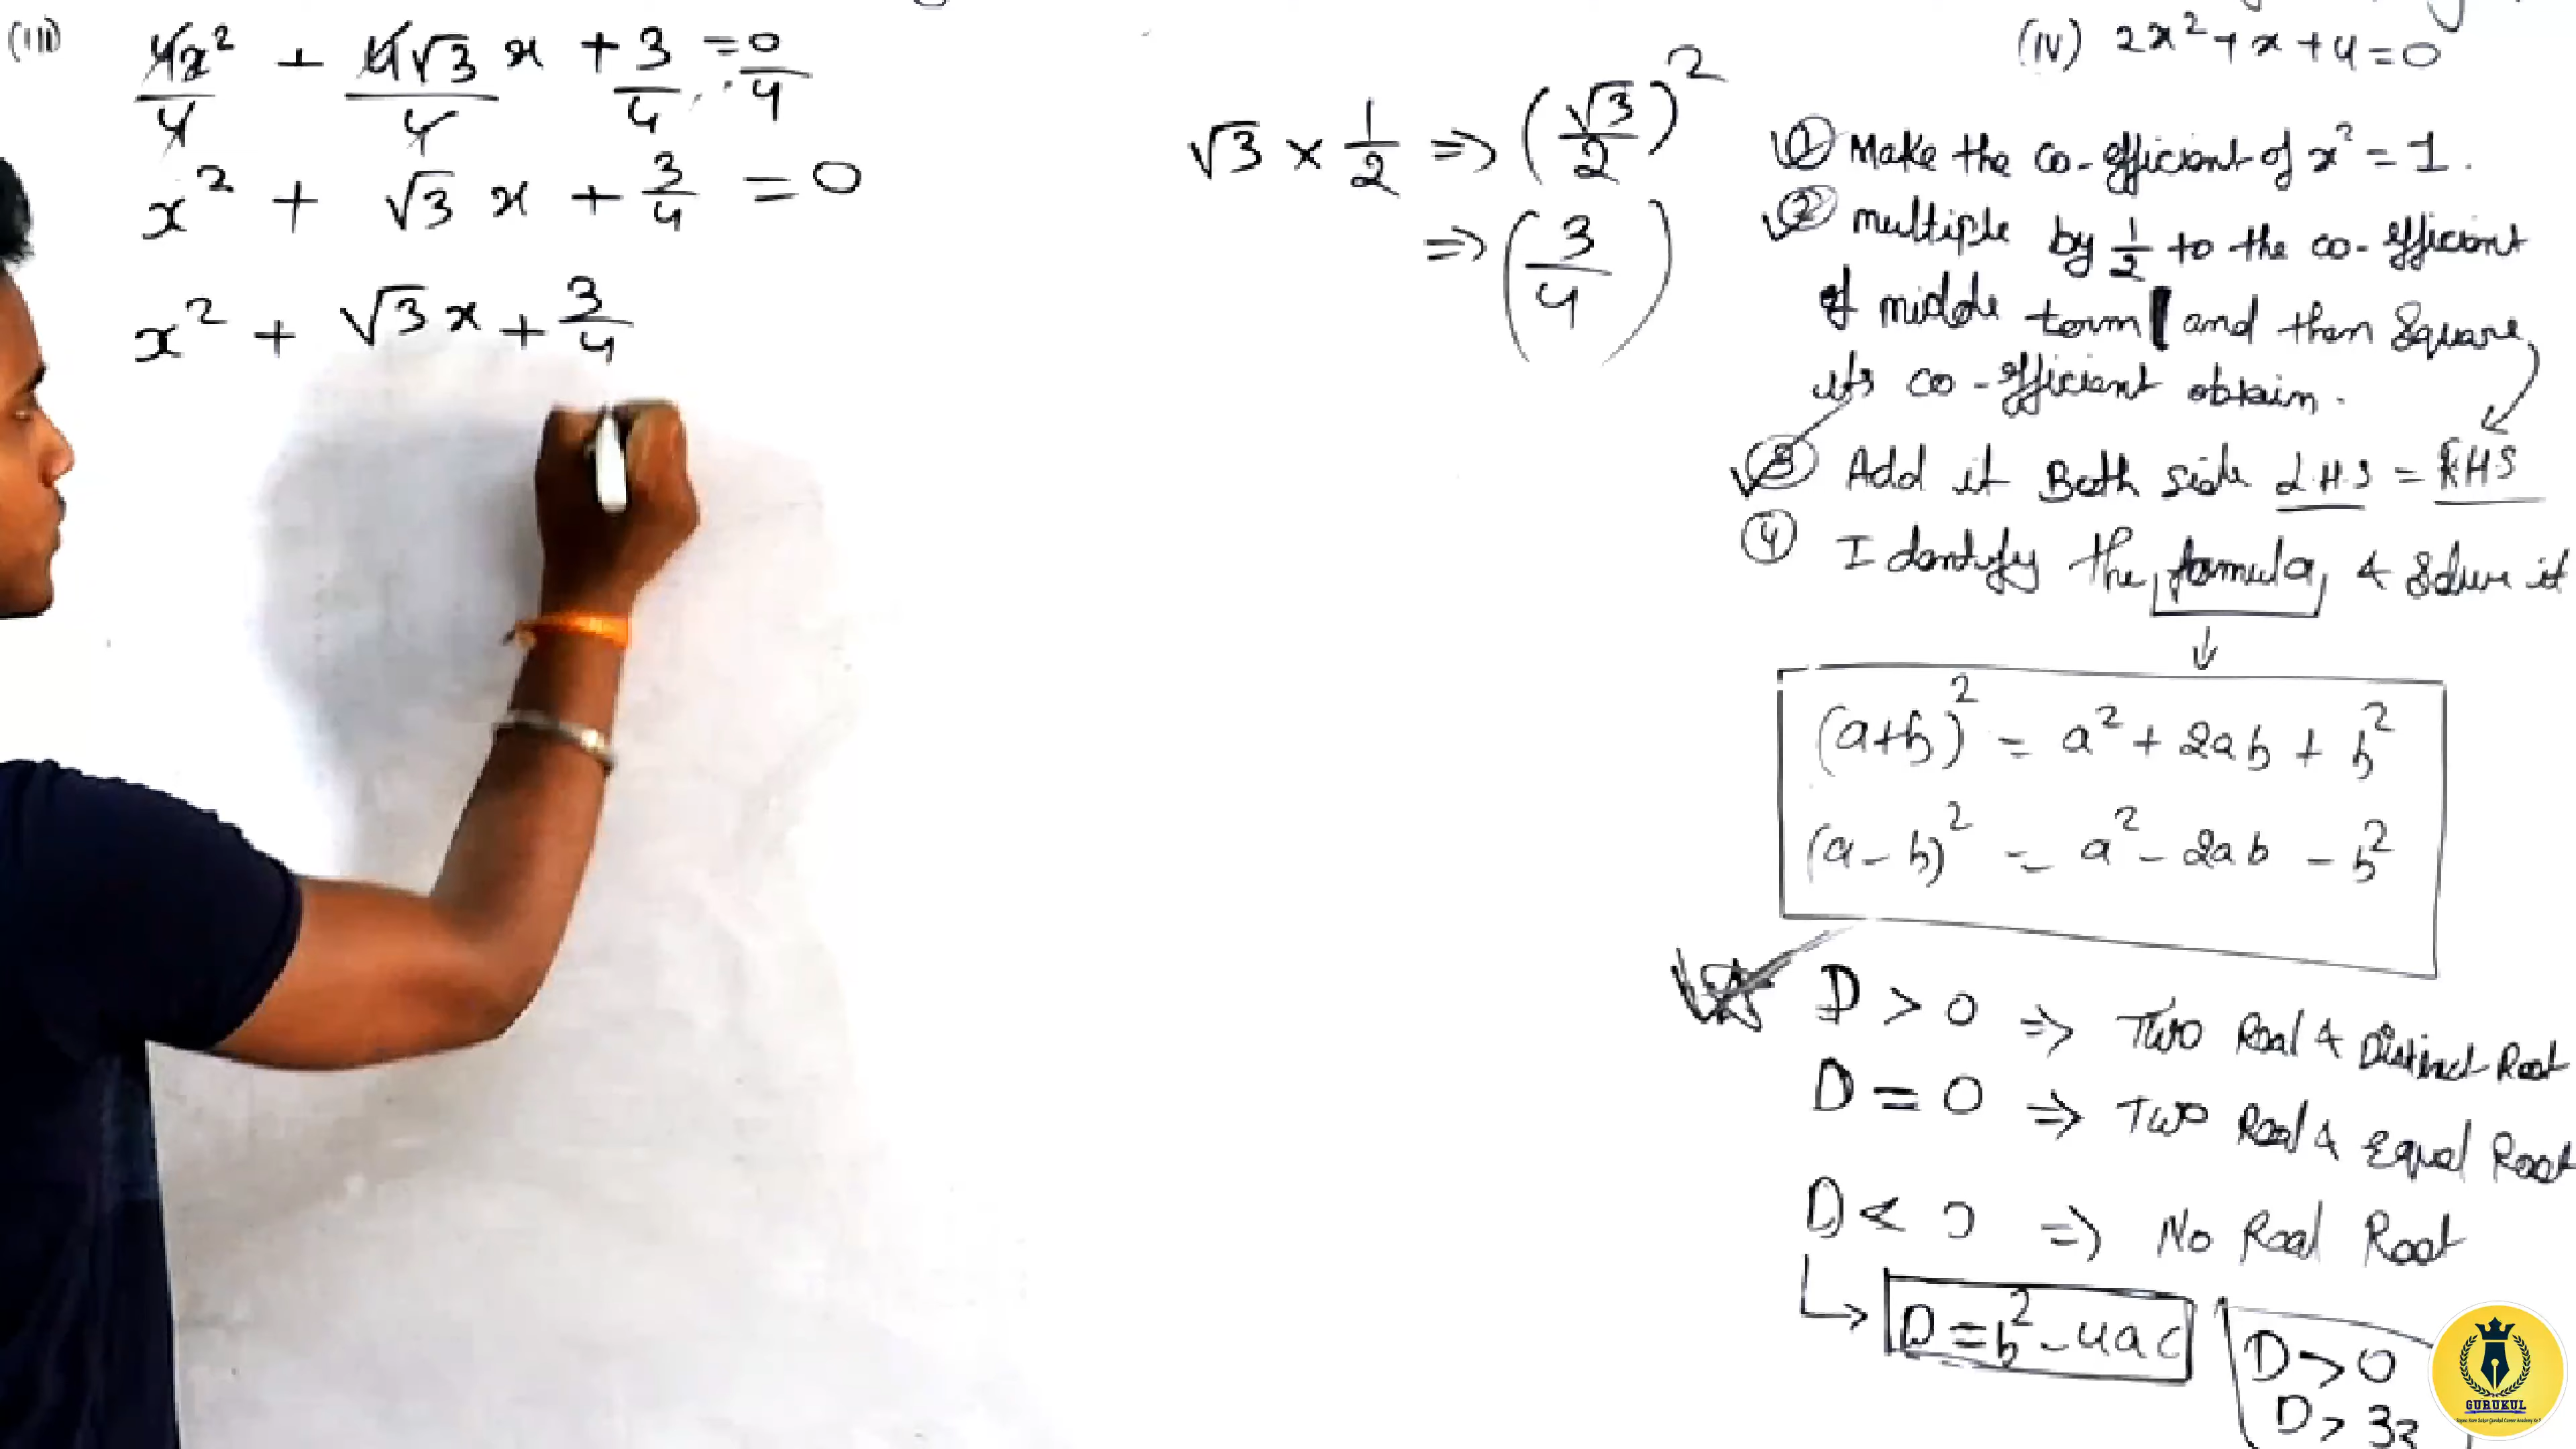 (iii) 4x²/4 + 4√3x/4 + 3/4 = 0/4
x² + √3 x + 3/4 = 0
x² + √3x + 3/4
√3 × 1/2 => (√3/2)²
=> (3/4)
(iv) 2x² + x + 4 = 0
① Make the co-efficient of x² = 1.
② multiple by 1/2 to the co-efficient
of middle term and then square
its co-efficient obtain.
③ Add it Both side L.H.S = RHS
④ Identify the formula, & solve it
(a+b)² = a² + 2ab + b²
(a-b)² = a² - 2ab - b²
D > 0 => Two Real & Distinct Root
D = 0 => Two Real & Equal Root
D < 0 => No Real Root
D = b² - 4ac
D > 0
D > 32
GURUKUL